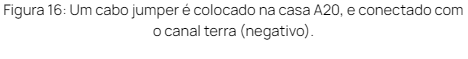 Figura 16: Um cabo jumper é colocado na casa A20, e conectado com
o canal terra (negativo).